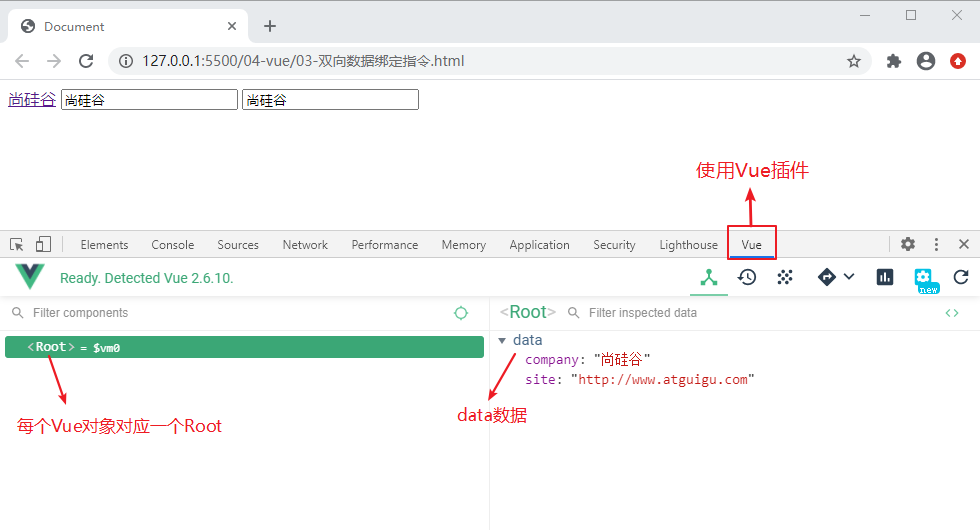 Document
127.0.0.1:5500/04-vue/03-双向数据绑定指令.html
尚硅谷 尚硅谷 尚硅谷
使用Vue插件
Elements Console Sources Network Performance Memory Application Security Lighthouse Vue
Ready. Detected Vue 2.6.10.
new
Filter components
<Root> Filter inspected data
<Root> = $vm0
data
company: "尚硅谷"
site: "http://www.atguigu.com"
每个Vue对象对应一个Root
data数据